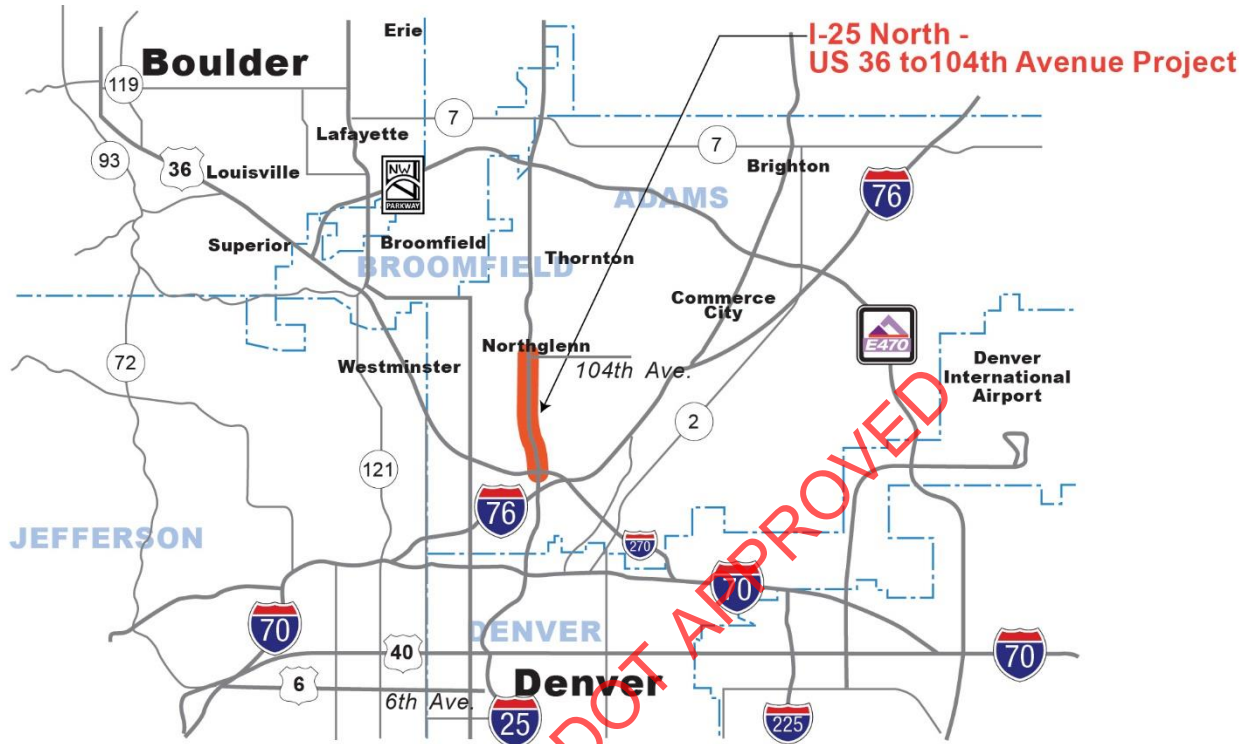 Erie
I-25 North -
US 36 to104th Avenue Project
Boulder
119
Lafayette
7
7
93
36
Louisville
NW
PARKWAY
Brighton
ADAMS
76
Superior
Broomfield
BROOMFIELD
Thornton
Commerce
City
E470
72
Westminster
Northglenn
104th Ave.
Denver
International
Airport
2
121
76
JEFFERSON
270
70
70
DENVER
40
70
6
6th Ave.
Denver
25
225
DOT APPROVED